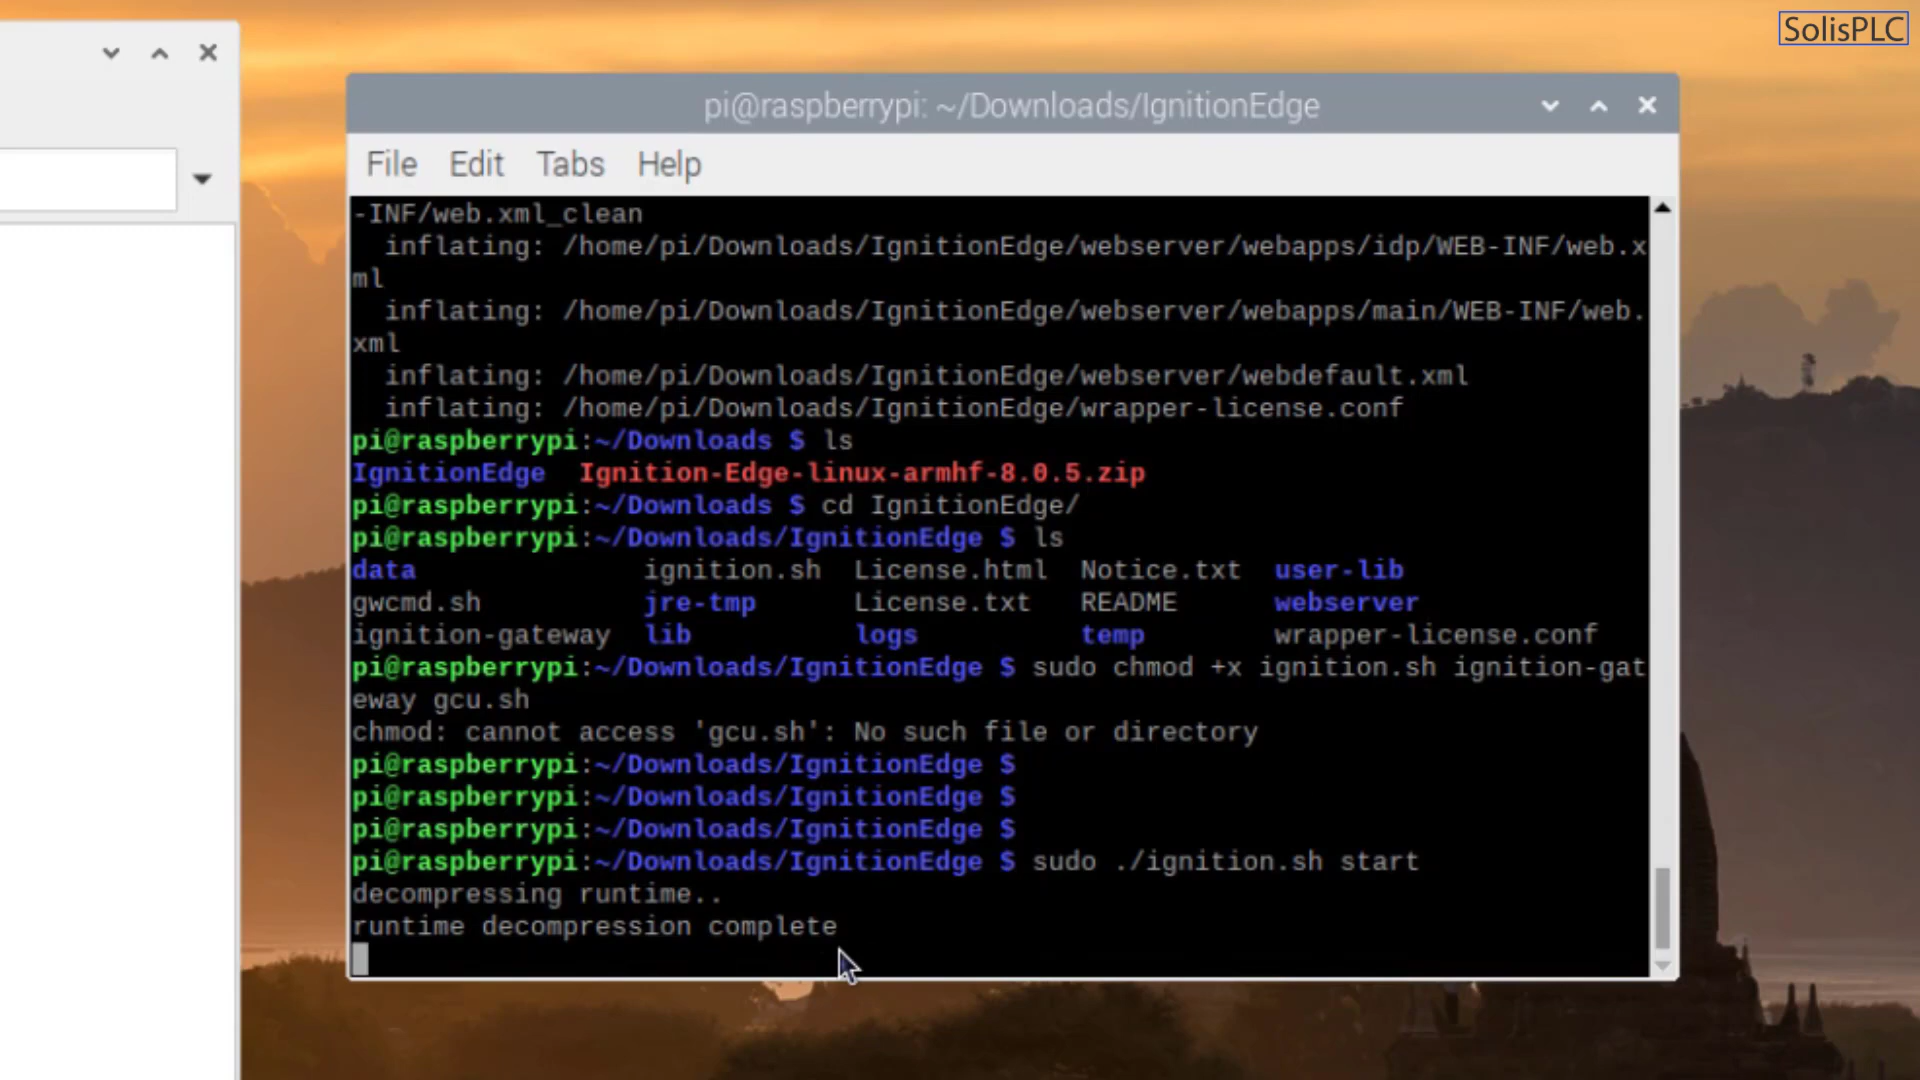 SolisPLC
pi@raspberrypi: ~/Downloads/IgnitionEdge
File Edit Tabs Help
-INF/web.xml_clean
  inflating: /home/pi/Downloads/IgnitionEdge/webserver/webapps/idp/WEB-INF/web.x
ml
  inflating: /home/pi/Downloads/IgnitionEdge/webserver/webapps/main/WEB-INF/web.
xml
  inflating: /home/pi/Downloads/IgnitionEdge/webserver/webdefault.xml
  inflating: /home/pi/Downloads/IgnitionEdge/wrapper-license.conf
pi@raspberrypi:~/Downloads $ ls
IgnitionEdge  Ignition-Edge-linux-armhf-8.0.5.zip
pi@raspberrypi:~/Downloads $ cd IgnitionEdge/
pi@raspberrypi:~/Downloads/IgnitionEdge $ ls
data              ignition.sh  License.html  Notice.txt  user-lib
gwcmd.sh          jre-tmp      License.txt   README      webserver
ignition-gateway  lib          logs          temp        wrapper-license.conf
pi@raspberrypi:~/Downloads/IgnitionEdge $ sudo chmod +x ignition.sh ignition-gat
eway gcu.sh
chmod: cannot access 'gcu.sh': No such file or directory
pi@raspberrypi:~/Downloads/IgnitionEdge $
pi@raspberrypi:~/Downloads/IgnitionEdge $
pi@raspberrypi:~/Downloads/IgnitionEdge $
pi@raspberrypi:~/Downloads/IgnitionEdge $ sudo ./ignition.sh start
decompressing runtime..
runtime decompression complete